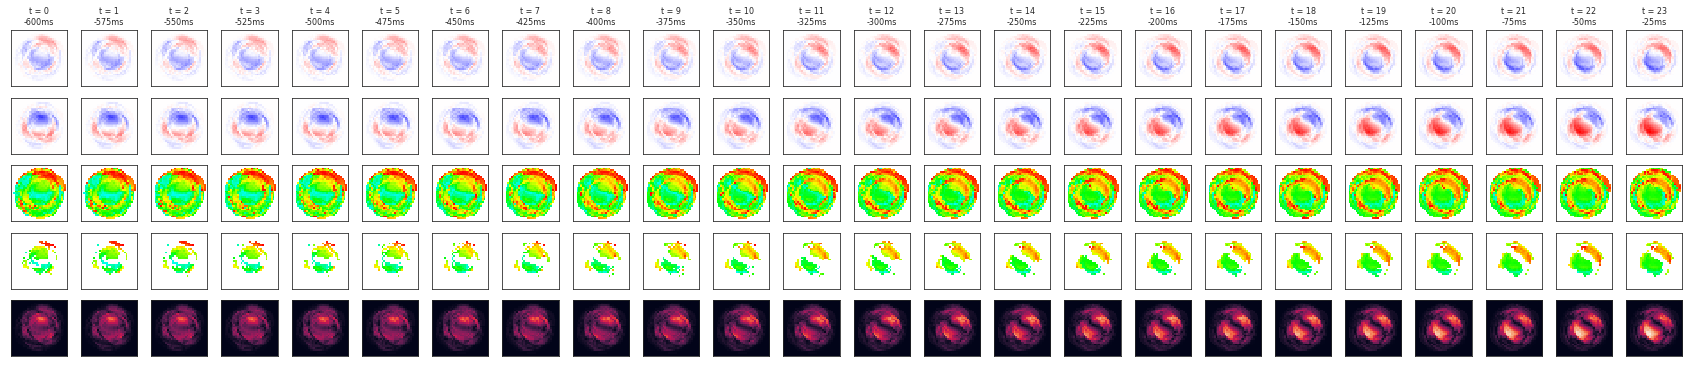 t = 0 t = 1 t = 2 t = 3 t = 4 t = 5 t = 6 t = 7 t = 8 t = 9 t = 10 t = 11 t = 12 t = 13 t = 14 t = 15 t = 16 t = 17 t = 18 t = 19 t = 20 t = 21 t = 22 t = 23
-600ms -575ms -550ms -525ms -500ms -475ms -450ms -425ms -400ms -375ms -350ms -325ms -300ms -275ms -250ms -225ms -200ms -175ms -150ms -125ms -100ms -75ms -50ms -25ms